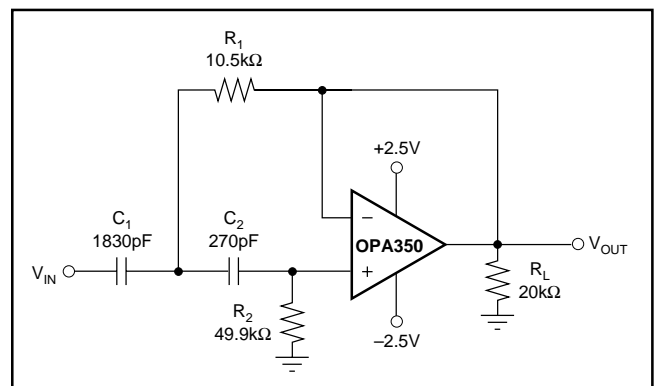 R1
10.5kΩ
+2.5V
C1
1830pF
C2
270pF
−
OPA350
+
VIN
VOUT
R2
49.9kΩ
RL
20kΩ
−2.5V